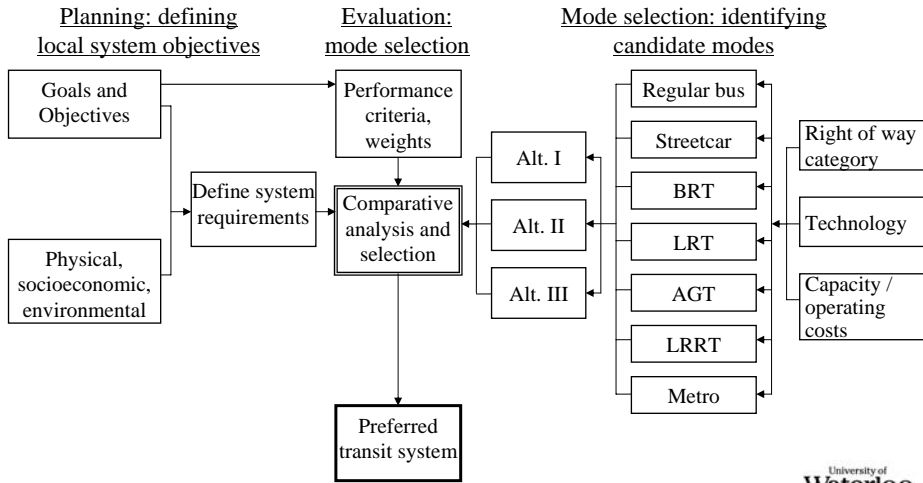 Planning: defining
local system objectives
Evaluation:
mode selection
Mode selection: identifying
candidate modes
Goals and
Objectives
Physical,
socioeconomic,
environmental
Define system
requirements
Performance
criteria,
weights
Comparative
analysis and
selection
Preferred
transit system
Alt. I
Alt. II
Alt. III
Regular bus
Streetcar
BRT
LRT
AGT
LRRT
Metro
Right of way
category
Technology
Capacity /
operating
costs
University of
Waterloo